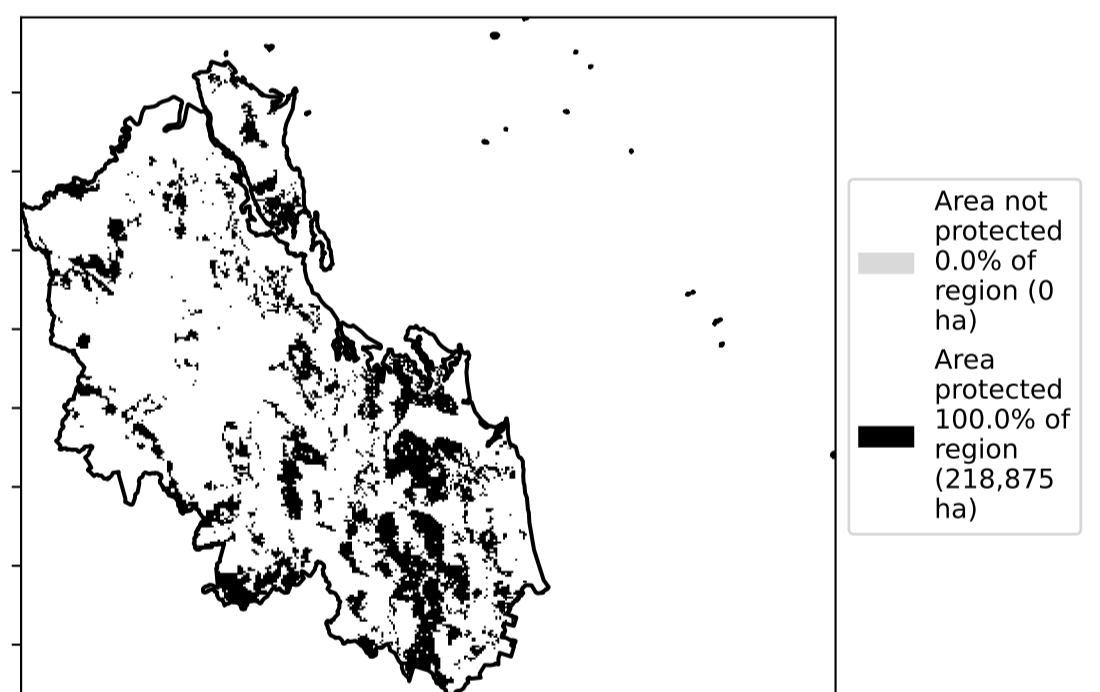 Area not
protected
0.0% of
region (0
ha)
Area
protected
100.0% of
region
(218,875
ha)